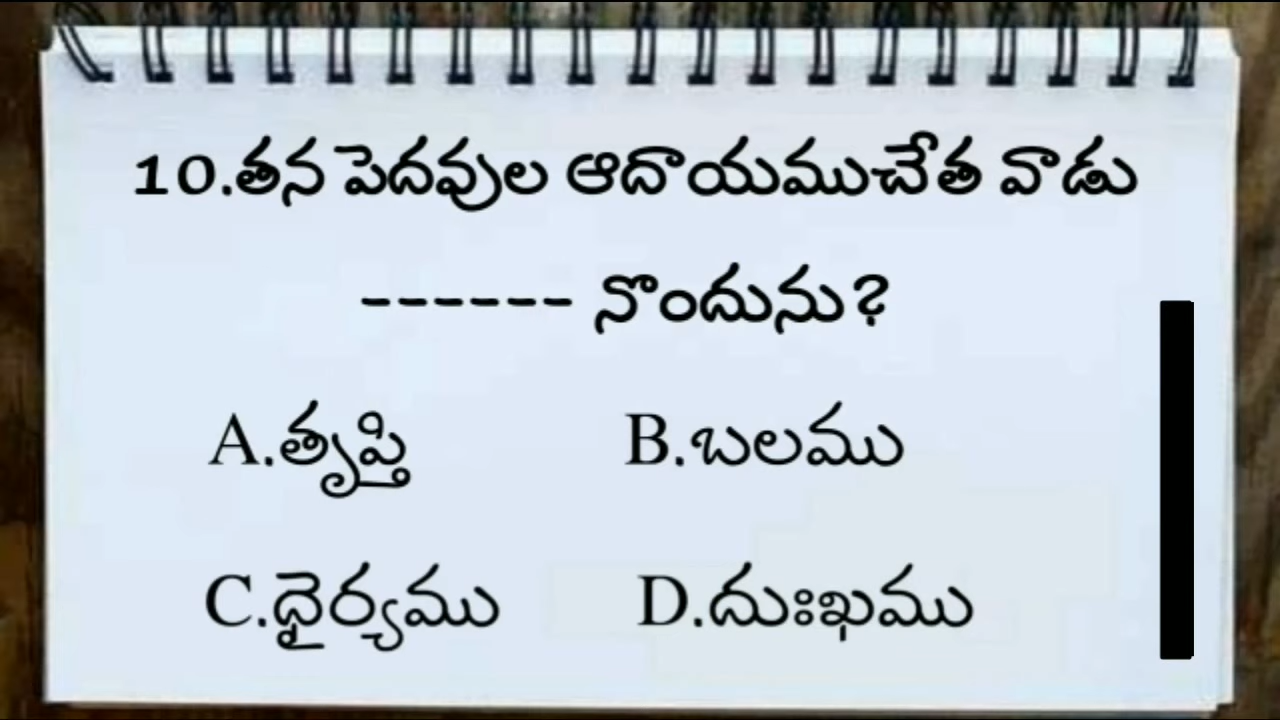 10.తన పెదవుల ఆదాయముచేత వాడు
------ నొందును?
A.తృప్తి B.బలము
C.ధైర్యము D.దుఃఖము